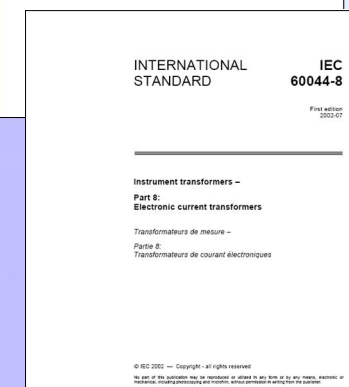 INTERNATIONAL
STANDARD
IEC
60044-8
First edition
2002-07
Instrument transformers –
Part 8:
Electronic current transformers
Transformateurs de mesure –
Partie 8:
Transformateurs de courant électroniques
© IEC 2002 — Copyright - all rights reserved
No part of this publication may be reproduced or utilized in any form or by any means, electronic or
mechanical, including photocopying and microfilm, without permission in writing from the publisher.